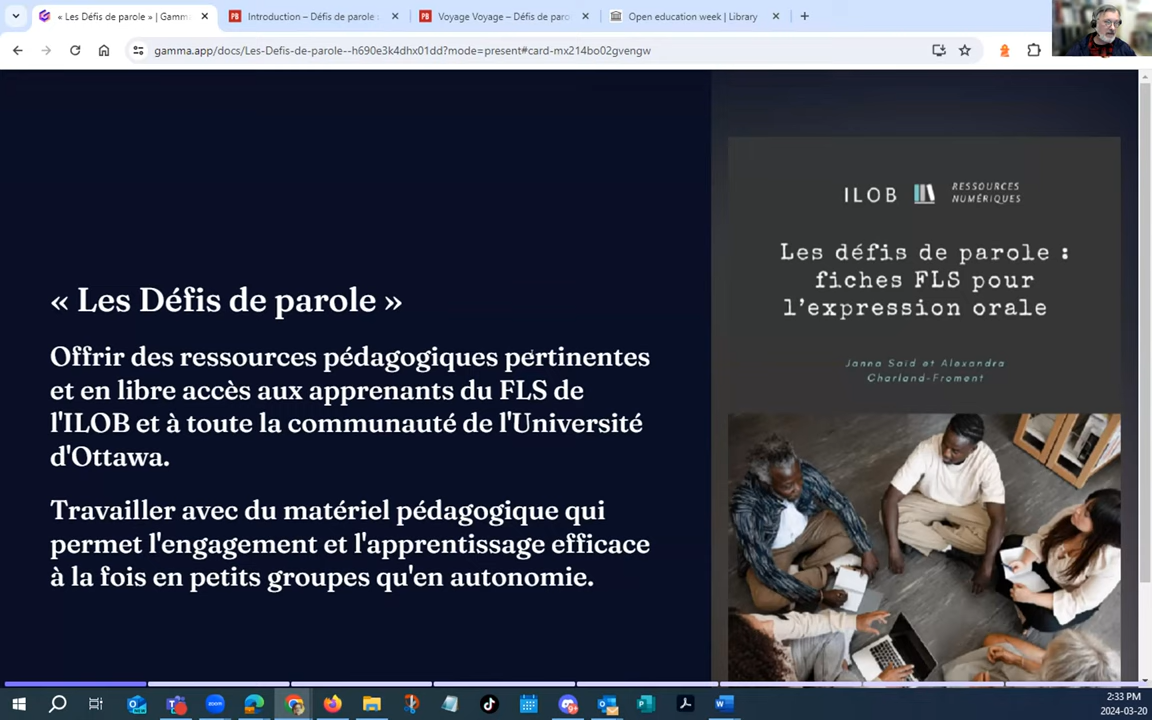 « Les Défis de parole » | Gamm
Introduction – Défis de parole :
Voyage Voyage – Défis de paro
Open education week | Library
gamma.app/docs/Les-Defis-de-parole--h690e3k4dhx01dd?mode=present#card-mx214bo02gvengw
« Les Défis de parole »
Offrir des ressources pédagogiques pertinentes
et en libre accès aux apprenants du FLS de
l'ILOB et à toute la communauté de l'Université
d'Ottawa.
Travailler avec du matériel pédagogique qui
permet l'engagement et l'apprentissage efficace
à la fois en petits groupes qu'en autonomie.
ILOB
RESSOURCES
NUMÉRIQUES
Les défis de parole :
fiches FLS pour
l'expression orale
Janna Saïd et Alexandra
Charland-Froment
2:33 PM
2024-03-20